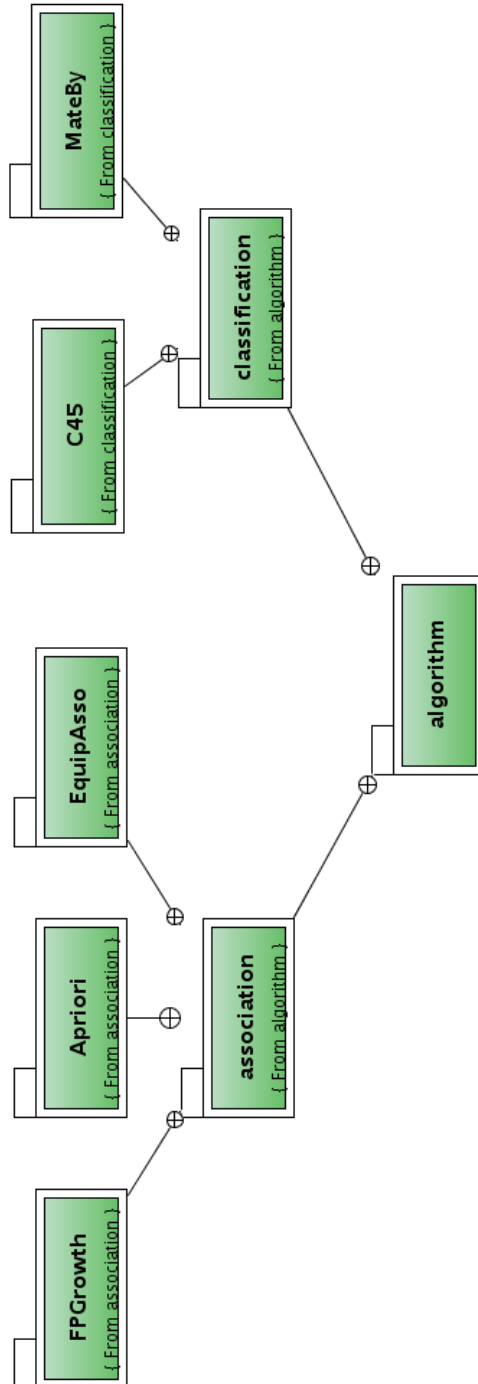 MateBy
{ From classification }
C45
{ From classification }
classification
{ From algorithm }
EquipAsso
{ From association }
algorithm
Apriori
{ From association }
association
{ From algorithm }
FPGrowth
{ From association }